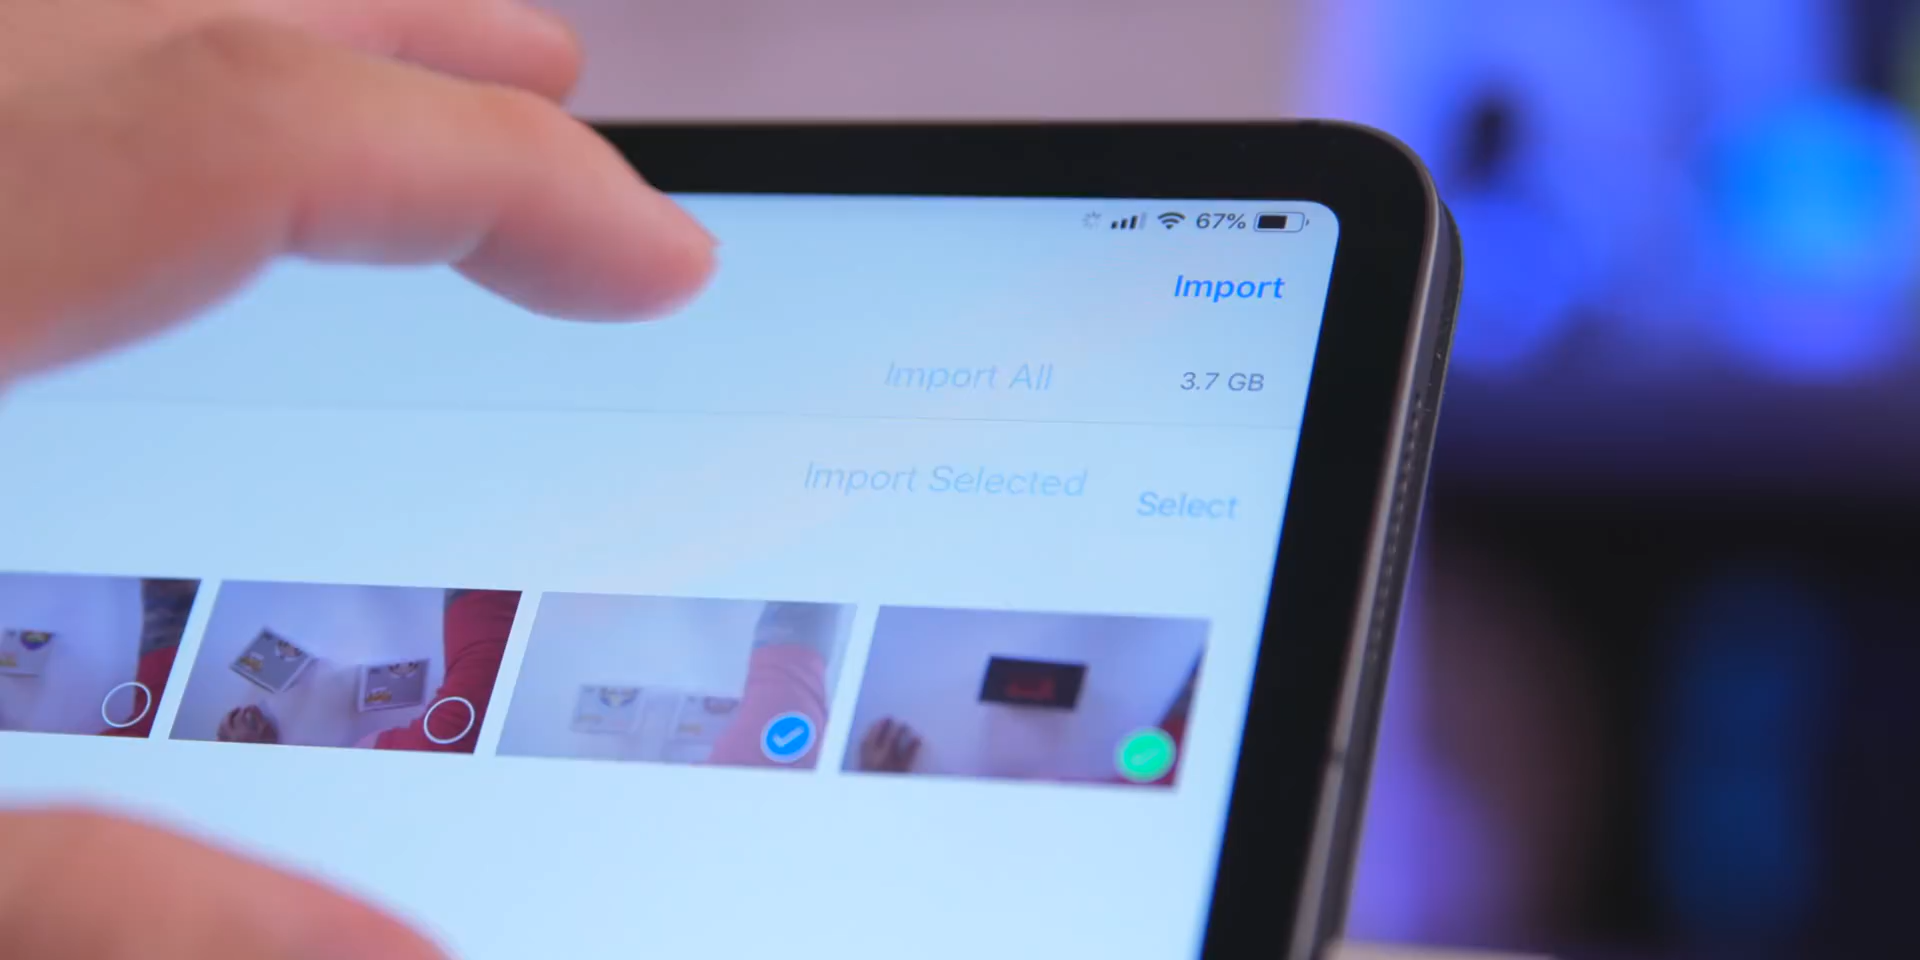 67%
Import
Import All
3.7 GB
Import Selected
Select